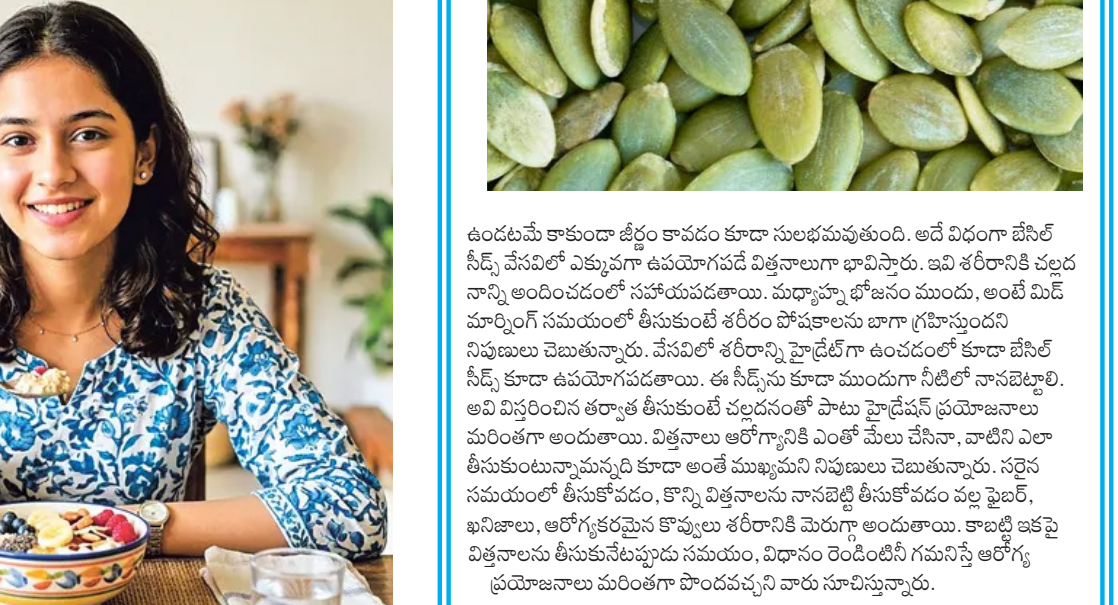 ఉండటమే కాకుండా జీర్ణం కావడం కూడా సులభమవుతుంది. అదే విధంగా బేసిల్
సీడ్స్ వేసవిలో ఎక్కువగా ఉపయోగపడే విత్తనాలుగా భావిస్తారు. ఇవి శరీరానికి చల్లద
నాన్ని అందించడంలో సహాయపడతాయి. మధ్యాహ్న భోజనం ముందు, అంటే మిడ్
మార్నింగ్ సమయంలో తీసుకుంటే శరీరం పోషకాలను బాగా గ్రహిస్తుందని
నిపుణులు చెబుతున్నారు. వేసవిలో శరీరాన్ని హైడ్రేట్‌గా ఉంచడంలో కూడా బేసిల్
సీడ్స్ కూడా ఉపయోగపడతాయి. ఈ సీడ్స్‌ను కూడా ముందుగా నీటిలో నానబెట్టాలి.
అవి విస్తరించిన తర్వాత తీసుకుంటే చల్లదనంతో పాటు హైడ్రేషన్ ప్రయోజనాలు
మరింతగా అందుతాయి. విత్తనాలు ఆరోగ్యానికి ఎంతో మేలు చేసినా, వాటిని ఎలా
తీసుకుంటున్నామన్నది కూడా అంతే ముఖ్యమని నిపుణులు చెబుతున్నారు. సరైన
సమయంలో తీసుకోవడం, కొన్ని విత్తనాలను నానబెట్టి తీసుకోవడం వల్ల ఫైబర్,
ఖనిజాలు, ఆరోగ్యకరమైన కొవ్వులు శరీరానికి మెరుగ్గా అందుతాయి. కాబట్టి ఇకపై
విత్తనాలను తీసుకునేటప్పుడు సమయం, విధానం రెండింటినీ గమనిస్తే ఆరోగ్య
ప్రయోజనాలు మరింతగా పొందవచ్చని వారు సూచిస్తున్నారు.